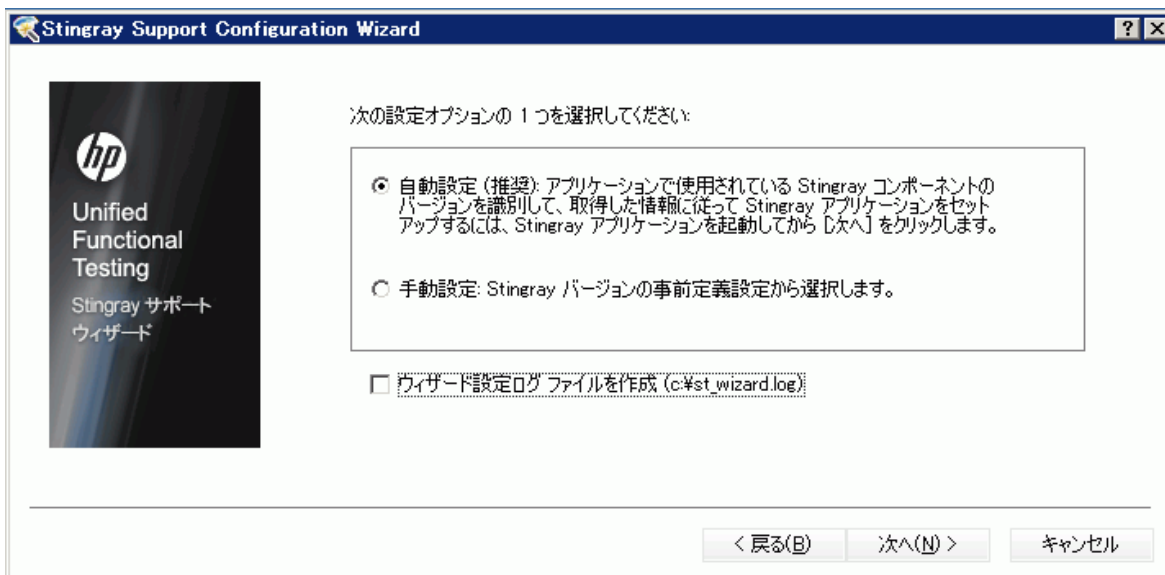 Stingray Support Configuration Wizard
hp
Unified
Functional
Testing
Stingray サポート
ウィザード
次の設定オプションの 1 つを選択してください:
自動設定 (推奨): アプリケーションで使用されている Stingray コンポーネントの
バージョンを識別して、取得した情報に従って Stingray アプリケーションをセット
アップするには、Stingray アプリケーションを起動してから [次へ] をクリックします。
手動設定: Stingray バージョンの事前定義設定から選択します。
ウィザード設定ログ ファイルを作成 (c:¥st_wizard.log)
< 戻る(B)
次へ(N) >
キャンセル